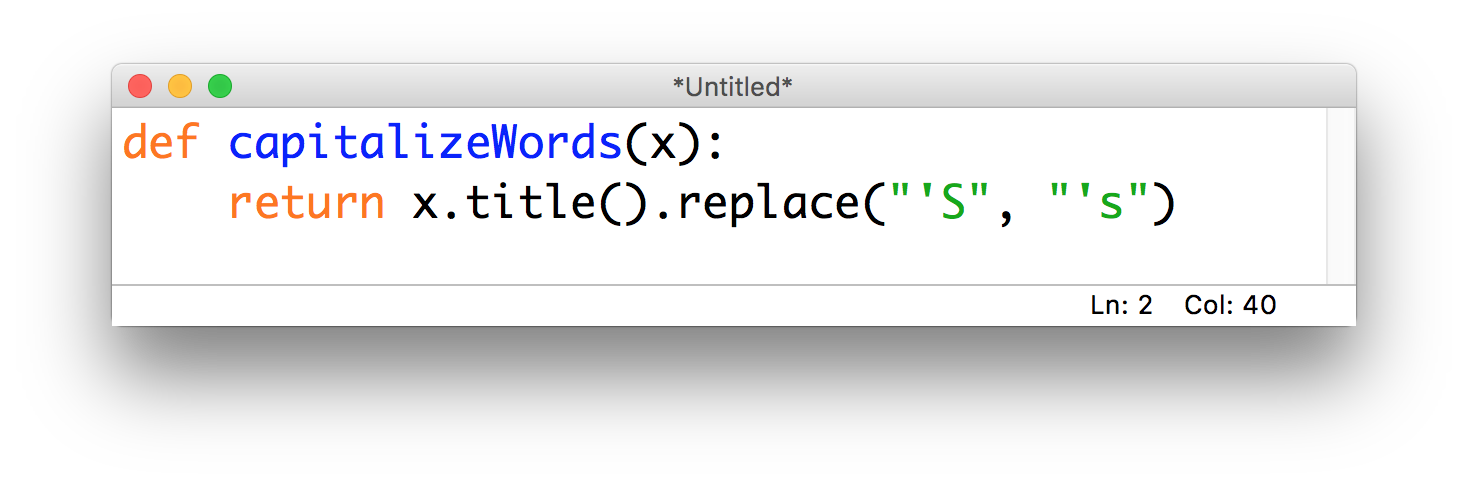 *Untitled*
def capitalizeWords(x):
    return x.title().replace("'S", "'s")
Ln: 2 Col: 40